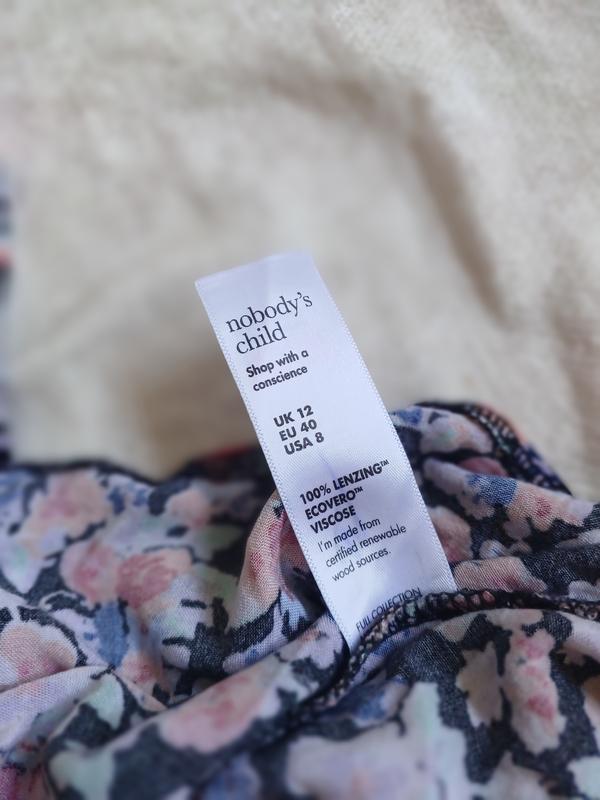 nobody's
child
Shop with a
conscience
UK 12
EU 40
USA 8
100% LENZING™
ECOVERO™
VISCOSE
I'm made from
certified renewable
wood sources.
FULL COLLECTION